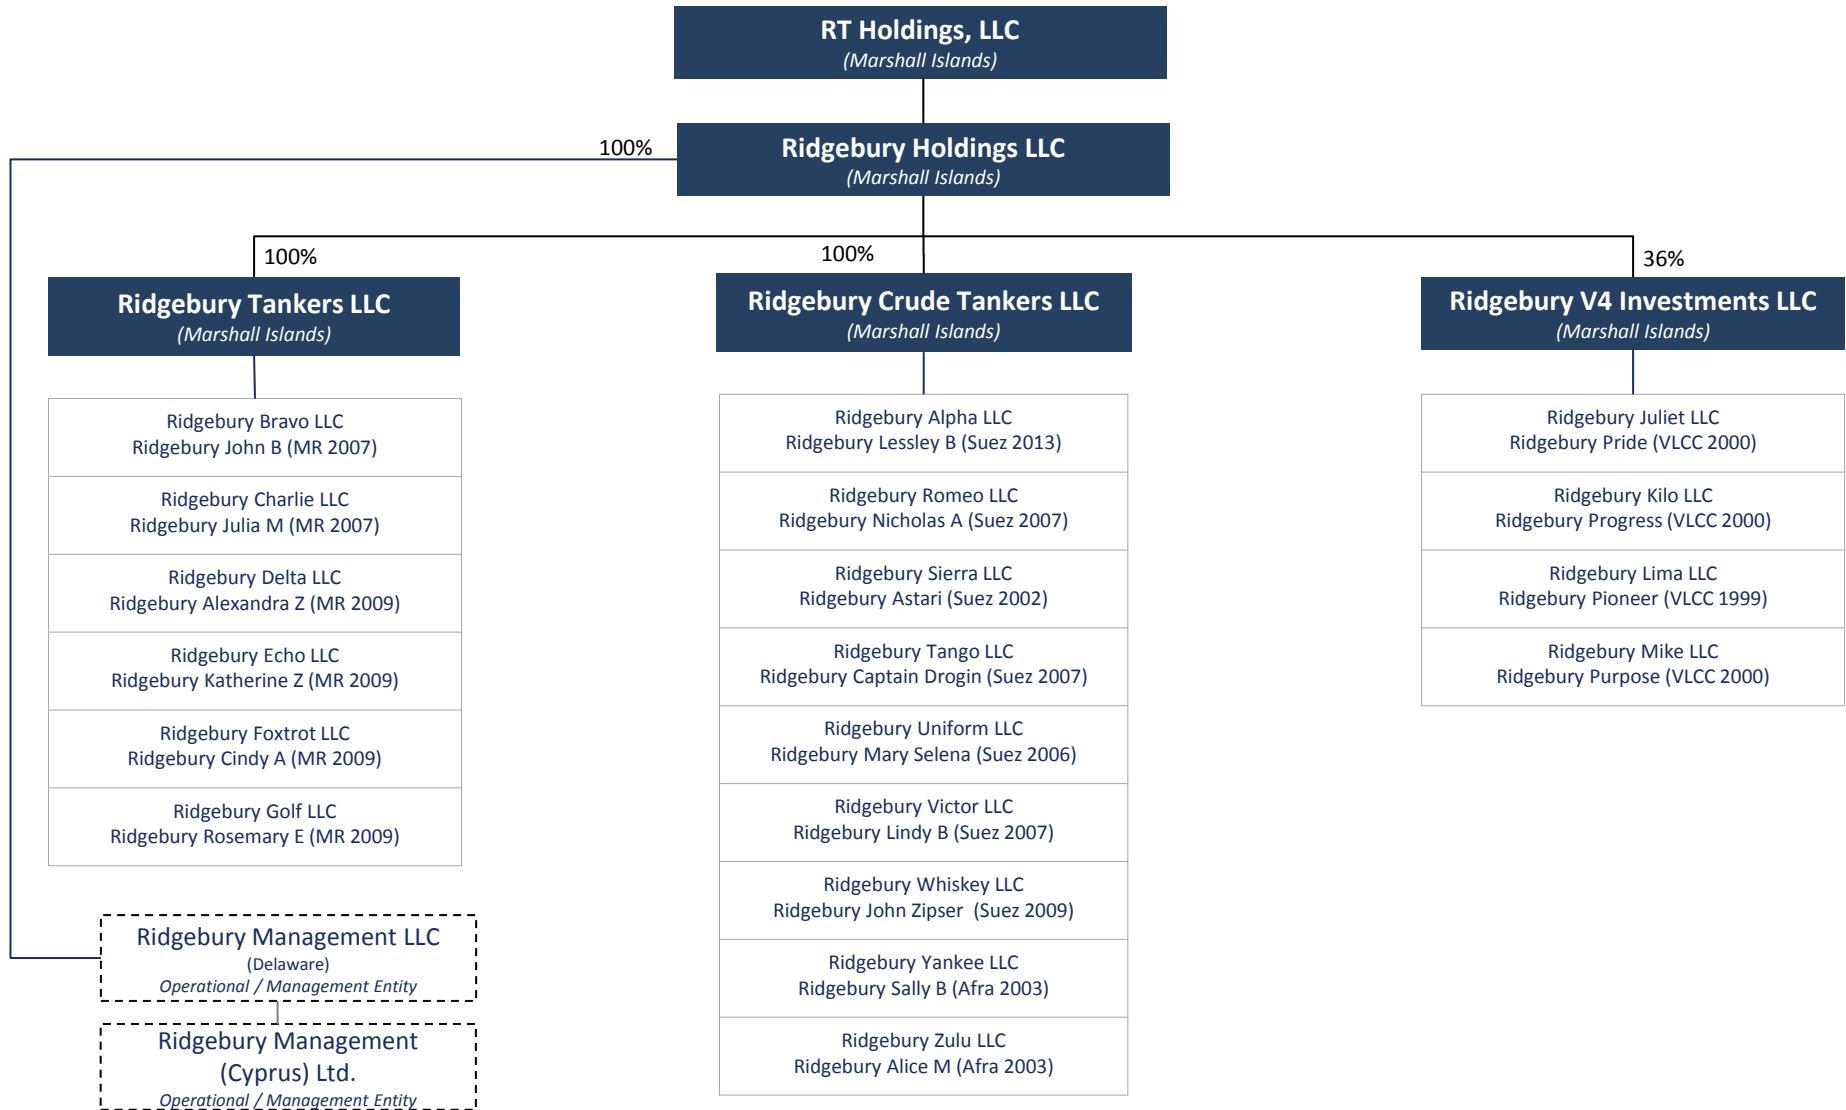 RT Holdings, LLC
(Marshall Islands)
100%
Ridgebury Holdings LLC
(Marshall Islands)
100%
100%
36%
Ridgebury Tankers LLC
(Marshall Islands)
Ridgebury Crude Tankers LLC
(Marshall Islands)
Ridgebury V4 Investments LLC
(Marshall Islands)
Ridgebury Bravo LLC
Ridgebury John B (MR 2007)
Ridgebury Charlie LLC
Ridgebury Julia M (MR 2007)
Ridgebury Delta LLC
Ridgebury Alexandra Z (MR 2009)
Ridgebury Echo LLC
Ridgebury Katherine Z (MR 2009)
Ridgebury Foxtrot LLC
Ridgebury Cindy A (MR 2009)
Ridgebury Golf LLC
Ridgebury Rosemary E (MR 2009)
Ridgebury Alpha LLC
Ridgebury Lessley B (Suez 2013)
Ridgebury Romeo LLC
Ridgebury Nicholas A (Suez 2007)
Ridgebury Sierra LLC
Ridgebury Astari (Suez 2002)
Ridgebury Tango LLC
Ridgebury Captain Drogin (Suez 2007)
Ridgebury Uniform LLC
Ridgebury Mary Selena (Suez 2006)
Ridgebury Victor LLC
Ridgebury Lindy B (Suez 2007)
Ridgebury Whiskey LLC
Ridgebury John Zipser (Suez 2009)
Ridgebury Yankee LLC
Ridgebury Sally B (Afra 2003)
Ridgebury Zulu LLC
Ridgebury Alice M (Afra 2003)
Ridgebury Juliet LLC
Ridgebury Pride (VLCC 2000)
Ridgebury Kilo LLC
Ridgebury Progress (VLCC 2000)
Ridgebury Lima LLC
Ridgebury Pioneer (VLCC 1999)
Ridgebury Mike LLC
Ridgebury Purpose (VLCC 2000)
Ridgebury Management LLC
(Delaware)
Operational / Management Entity
Ridgebury Management
(Cyprus) Ltd.
Operational / Management Entity